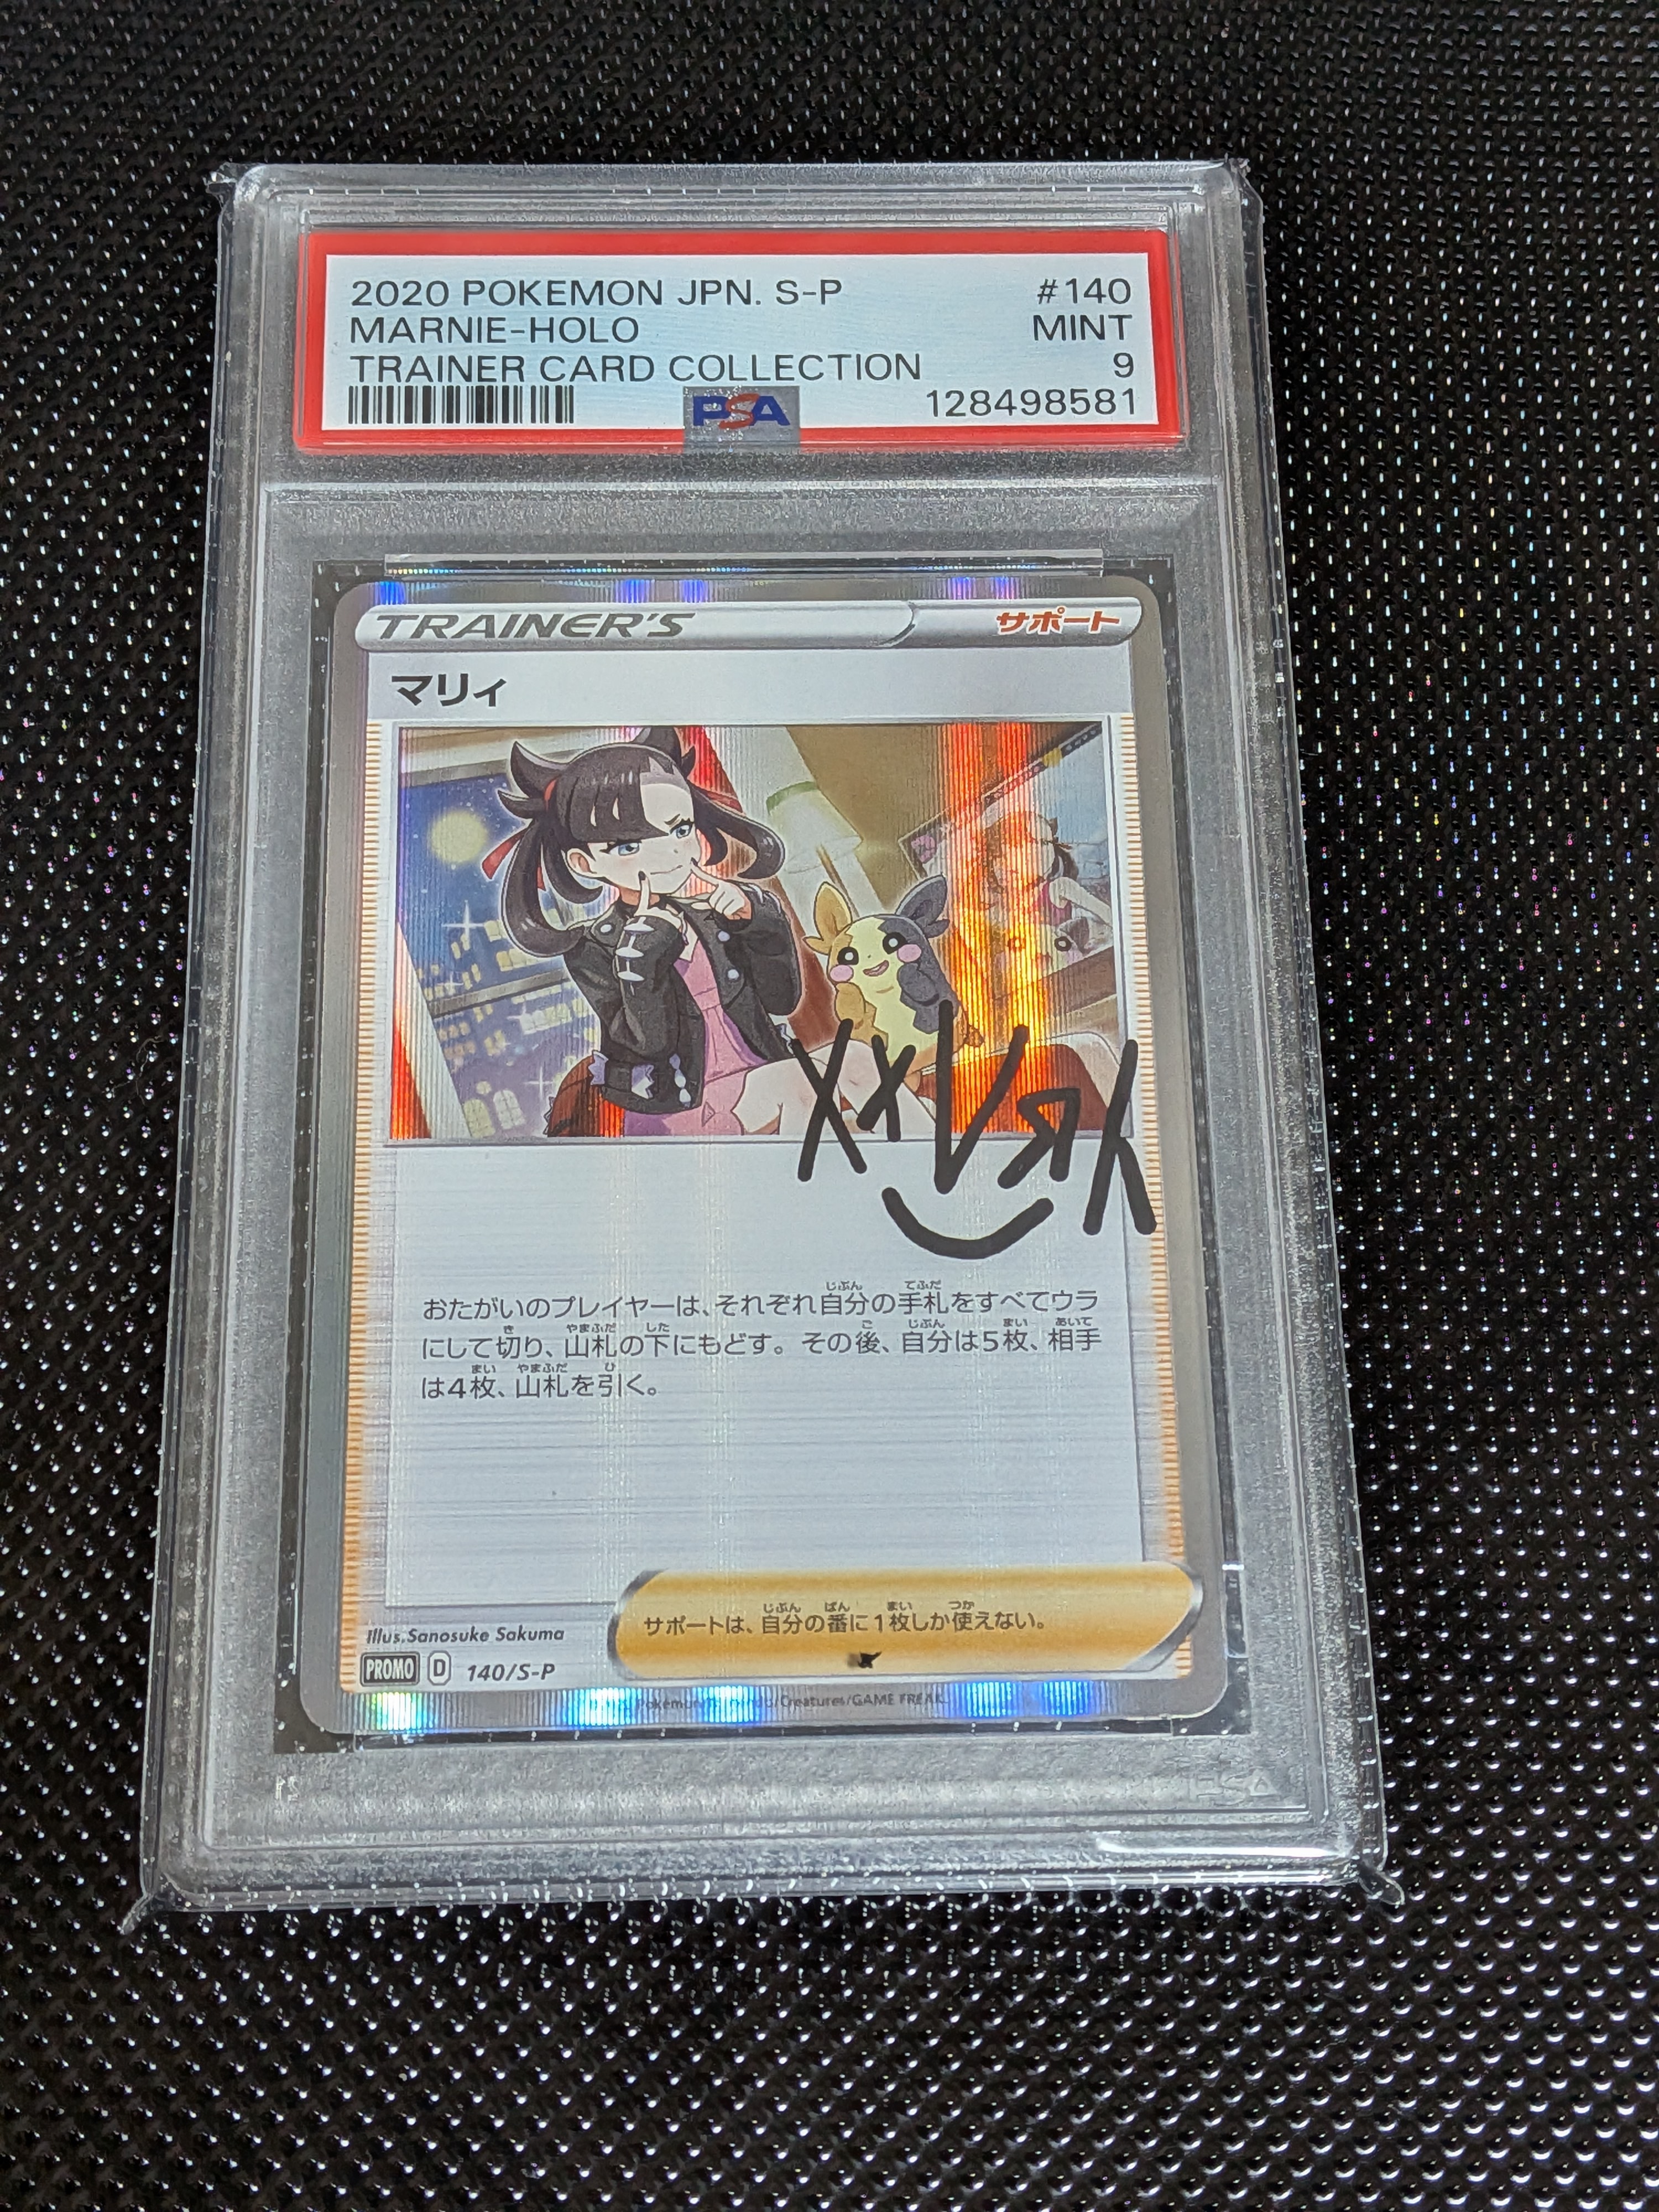 2020 POKEMON JPN. S-P #140
MARNIE-HOLO MINT
TRAINER CARD COLLECTION 9
PSA 128498581
TRAINER'S サポート
マリィ
おたがいのプレイヤーは、それぞれ自分の手札をすべてウラ
にして切り、山札の下にもどす。その後、自分は5枚、相手
は4枚、山札を引く。
Illus.Sanosuke Sakuma
サポートは、自分の番に1枚しか使えない。
PROMO D 140/S-P
/Creatures/GAME FREAK
PSA